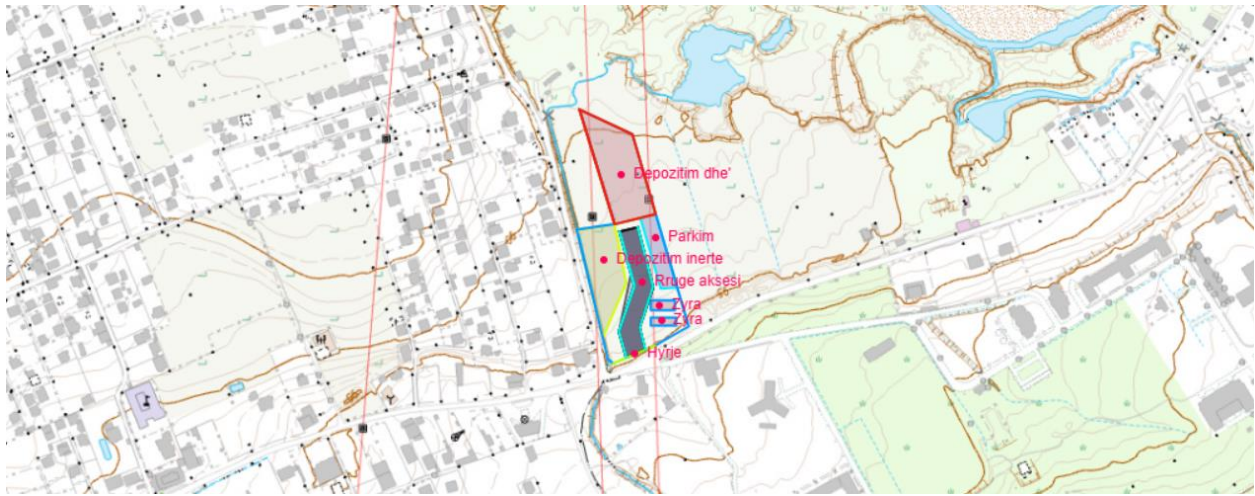 Depozitim dhe'
Parkim
Depozitim inerte
Rruge aksesi
Zyra
Zyra
Hyrje